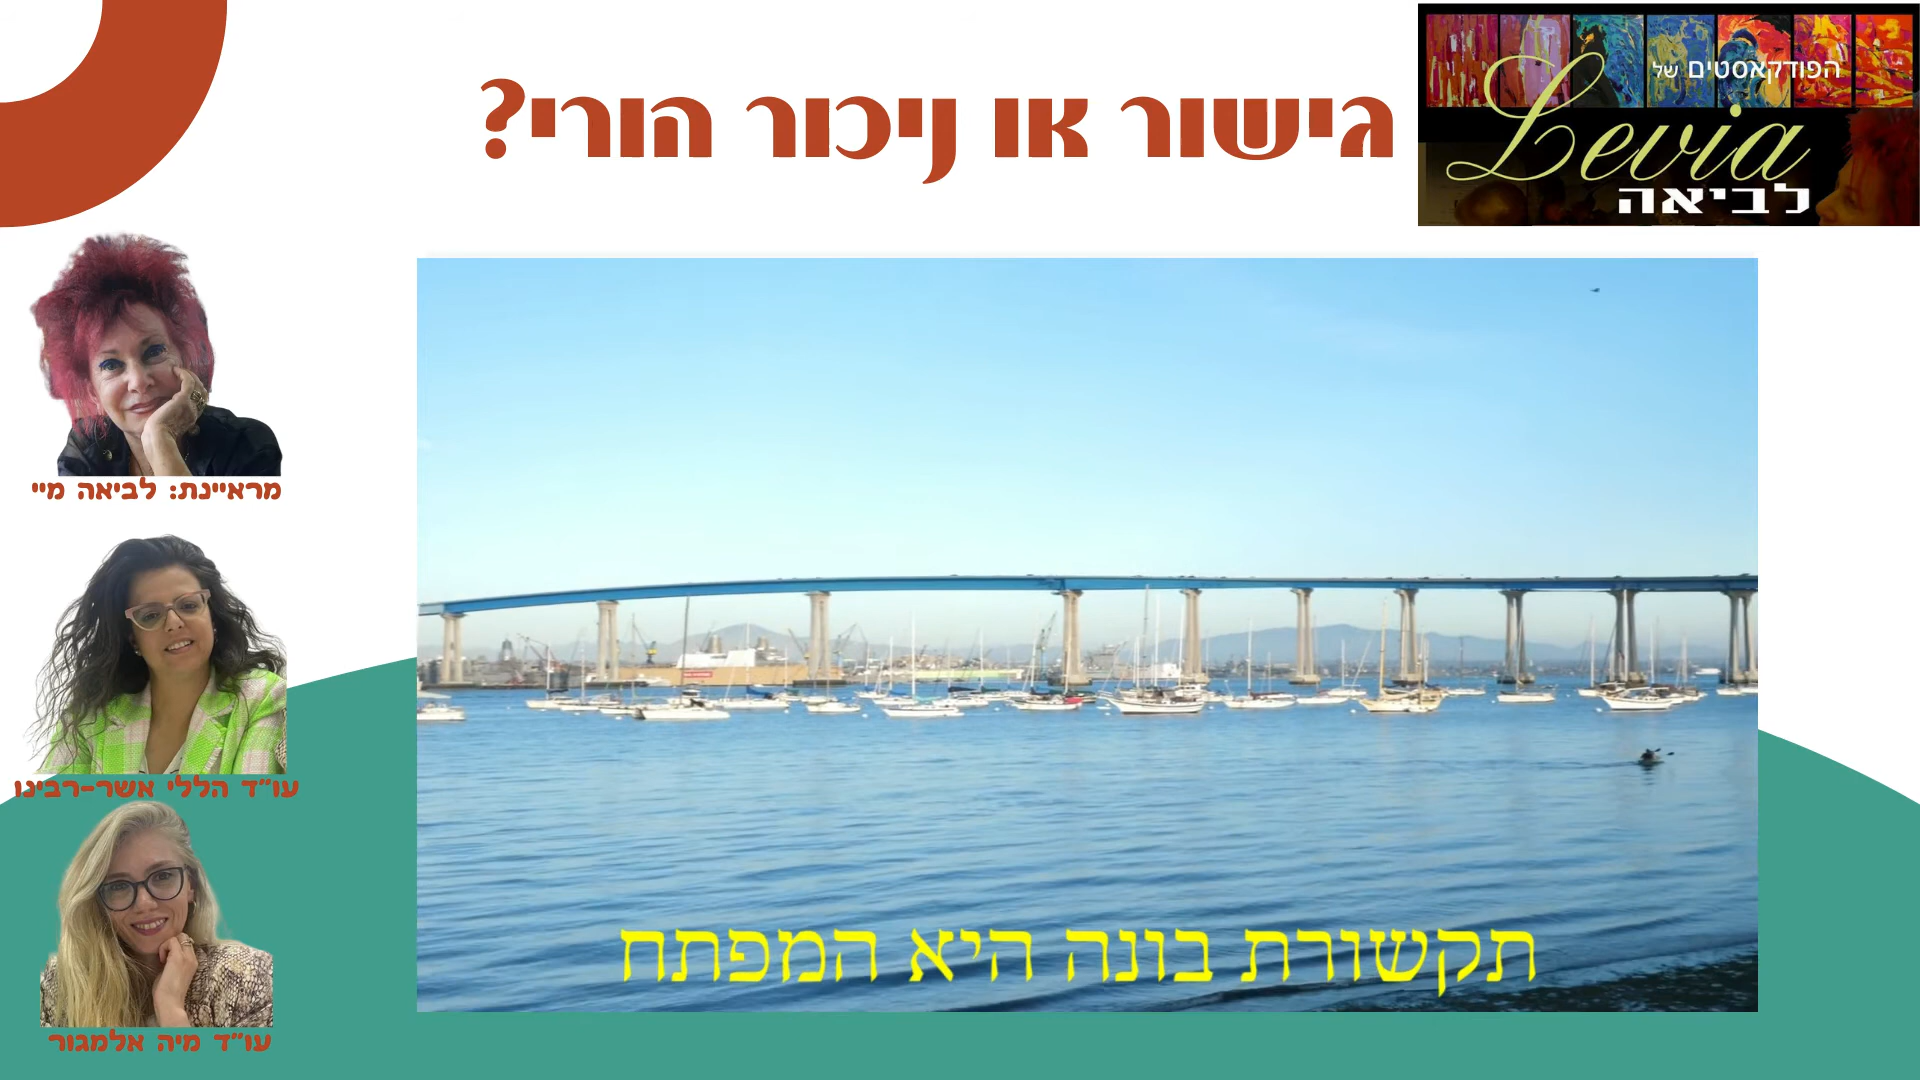 גישור או ניכור הורי?
הפודקאסטים של
Levia
לביאה
מראיינת: לביאה מיי
עו"ד הללי אשר-רבינו
עו"ד מיה אלמגור
תקשורת בונה היא המפתח